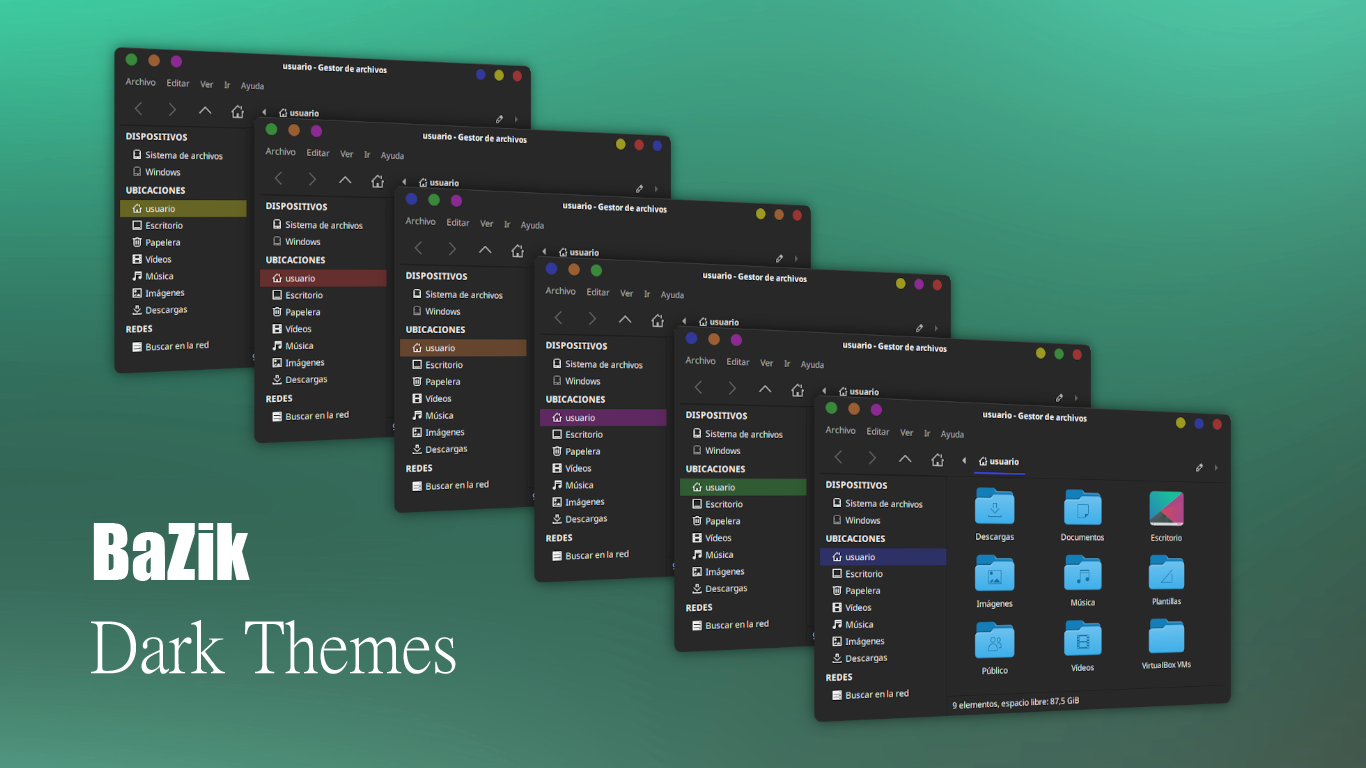 usuario - Gestor de archivos
Archivo Editar Ver Ir Ayuda
usuario
DISPOSITIVOS
Sistema de archivos
Windows
UBICACIONES
usuario
Escritorio
Papelera
Vídeos
Música
Imágenes
Descargas
REDES
Buscar en la red
usuario - Gestor de archivos
Archivo Editar Ver Ir Ayuda
usuario
DISPOSITIVOS
Sistema de archivos
Windows
UBICACIONES
usuario
Escritorio
Papelera
Vídeos
Música
Imágenes
Descargas
REDES
Buscar en la red
usuario - Gestor de archivos
Archivo Editar Ver Ir Ayuda
usuario
DISPOSITIVOS
Sistema de archivos
Windows
UBICACIONES
usuario
Escritorio
Papelera
Vídeos
Música
Imágenes
Descargas
REDES
Buscar en la red
usuario - Gestor de archivos
Archivo Editar Ver Ir Ayuda
usuario
DISPOSITIVOS
Sistema de archivos
Windows
UBICACIONES
usuario
Escritorio
Papelera
Vídeos
Música
Imágenes
Descargas
REDES
Buscar en la red
usuario - Gestor de archivos
Archivo Editar Ver Ir Ayuda
usuario
DISPOSITIVOS
Sistema de archivos
Windows
UBICACIONES
usuario
Escritorio
Papelera
Vídeos
Música
Imágenes
Descargas
REDES
Buscar en la red
usuario - Gestor de archivos
Archivo Editar Ver Ir Ayuda
usuario
DISPOSITIVOS
Sistema de archivos
Windows
UBICACIONES
usuario
Escritorio
Papelera
Vídeos
Música
Imágenes
Descargas
REDES
Buscar en la red
Descargas Documentos Escritorio
Imágenes Música Plantillas
Público Vídeos VirtualBox VMs
9 elementos, espacio libre: 87,5 GiB
BaZik
Dark Themes